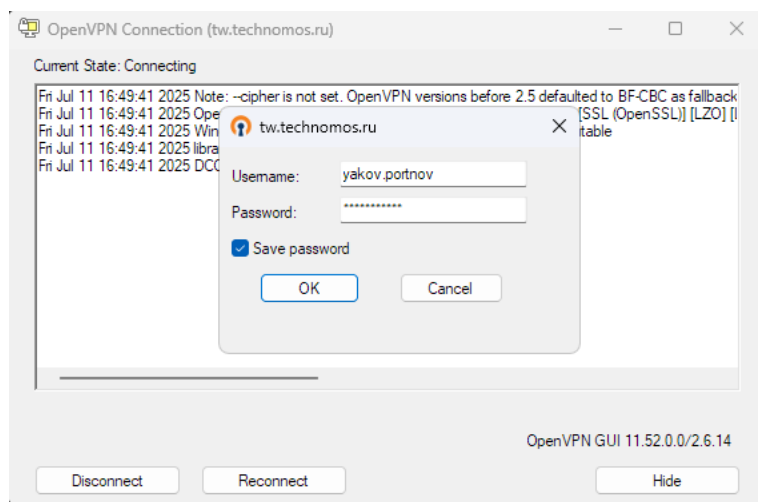 OpenVPN Connection (tw.technomos.ru)
Current State: Connecting
Fri Jul 11 16:49:41 2025 Note: --cipher is not set. OpenVPN versions before 2.5 defaulted to BF-CBC as fallback
Fri Jul 11 16:49:41 2025 Ope [SSL (OpenSSL)] [LZO] [
Fri Jul 11 16:49:41 2025 Win
Fri Jul 11 16:49:41 2025 libra
Fri Jul 11 16:49:41 2025 DCO
tw.technomos.ru
Username: yakov.portnov
Password: ***********
Save password
OK Cancel
OpenVPN GUI 11.52.0.0/2.6.14
Disconnect Reconnect Hide